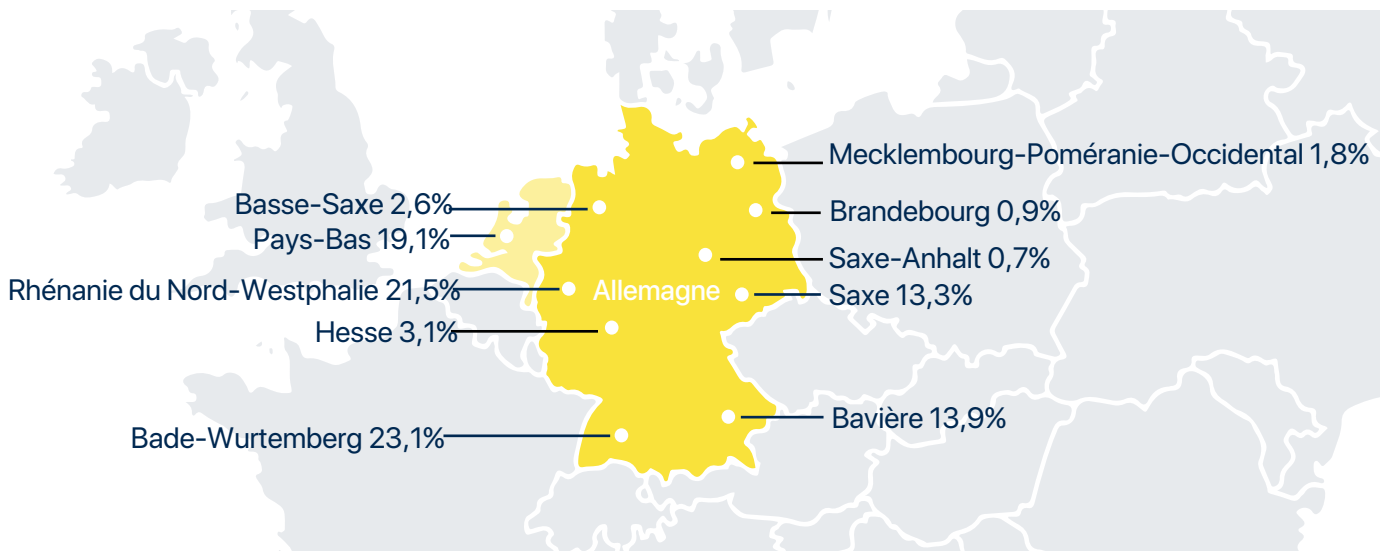 Mecklembourg-Poméranie-Occidental 1,8%
Basse-Saxe 2,6%
Brandebourg 0,9%
Pays-Bas 19,1%
Saxe-Anhalt 0,7%
Rhénanie du Nord-Westphalie 21,5%
Allemagne
Saxe 13,3%
Hesse 3,1%
Bavière 13,9%
Bade-Wurtemberg 23,1%